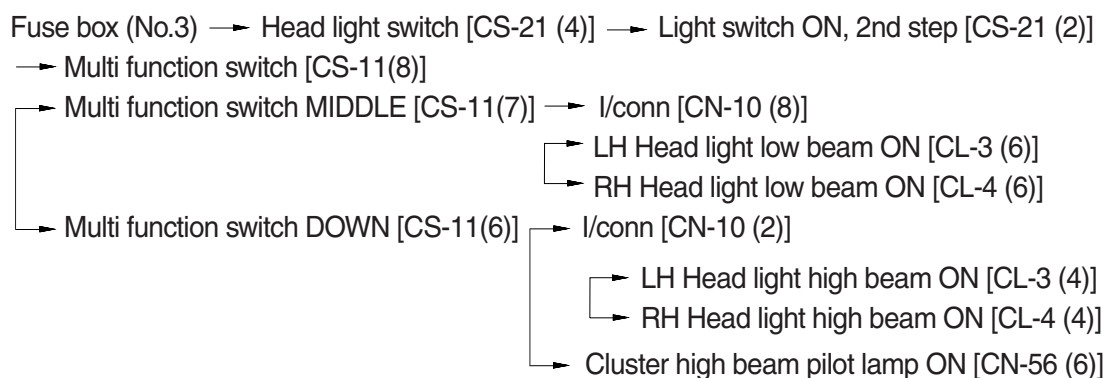 Fuse box (No.3) → Head light switch [CS-21 (4)] → Light switch ON, 2nd step [CS-21 (2)]
→ Multi function switch [CS-11(8)]
→ Multi function switch MIDDLE [CS-11(7)] → I/conn [CN-10 (8)]
→ LH Head light low beam ON [CL-3 (6)]
→ RH Head light low beam ON [CL-4 (6)]
→ Multi function switch DOWN [CS-11(6)] → I/conn [CN-10 (2)]
→ LH Head light high beam ON [CL-3 (4)]
→ RH Head light high beam ON [CL-4 (4)]
→ Cluster high beam pilot lamp ON [CN-56 (6)]